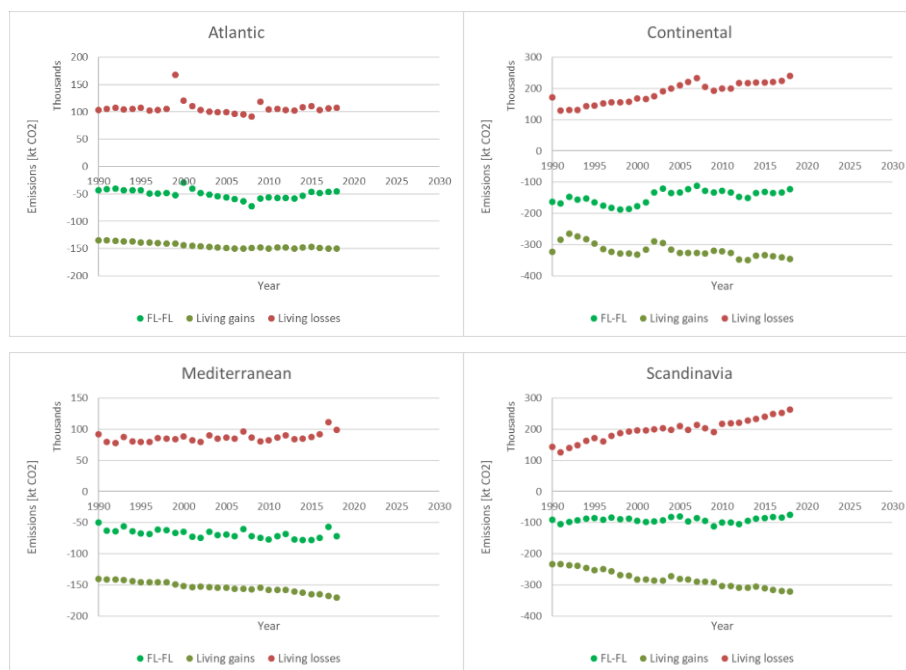 Atlantic
Thousands
Emissions [kt CO2]
200
150
100
50
0
-50
-100
-150
-200
1990
1995
2000
2005
2010
2015
2020
2025
2030
Year
FL-FL
Living gains
Living losses
Continental
Thousands
Emissions [kt CO2]
300
200
100
0
-100
-200
-300
-400
1990
1995
2000
2005
2010
2015
2020
2025
2030
Year
FL-FL
Living gains
Living losses
Mediterranean
Thousands
Emissions [kt CO2]
150
100
50
0
-50
-100
-150
-200
1990
1995
2000
2005
2010
2015
2020
2025
2030
Year
FL-FL
Living gains
Living losses
Scandinavia
Thousands
Emissions [kt CO2]
300
200
100
0
-100
-200
-300
-400
1990
1995
2000
2005
2010
2015
2020
2025
2030
Year
FL-FL
Living gains
Living losses